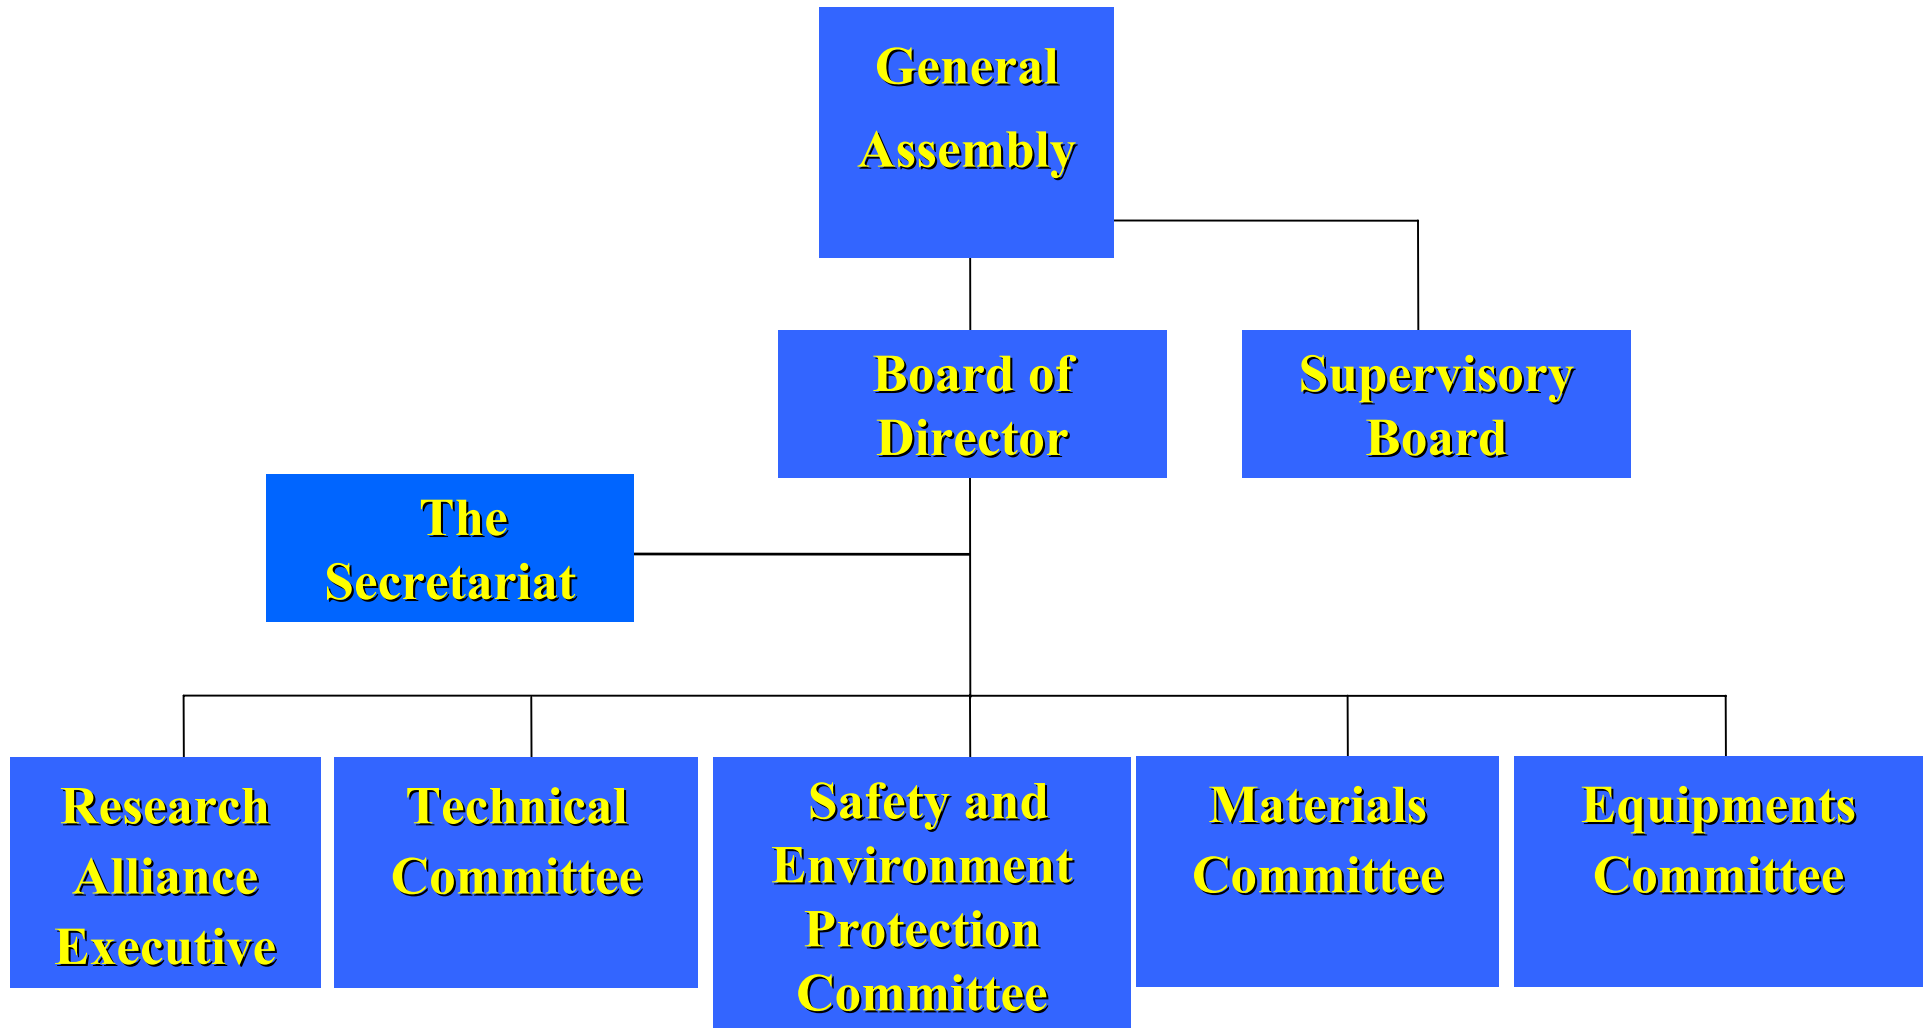 General
Assembly
Board of
Director
Supervisory
Board
The
Secretariat
Research
Alliance
Executive
Technical
Committee
Safety and
Environment
Protection
Committee
Materials
Committee
Equipments
Committee